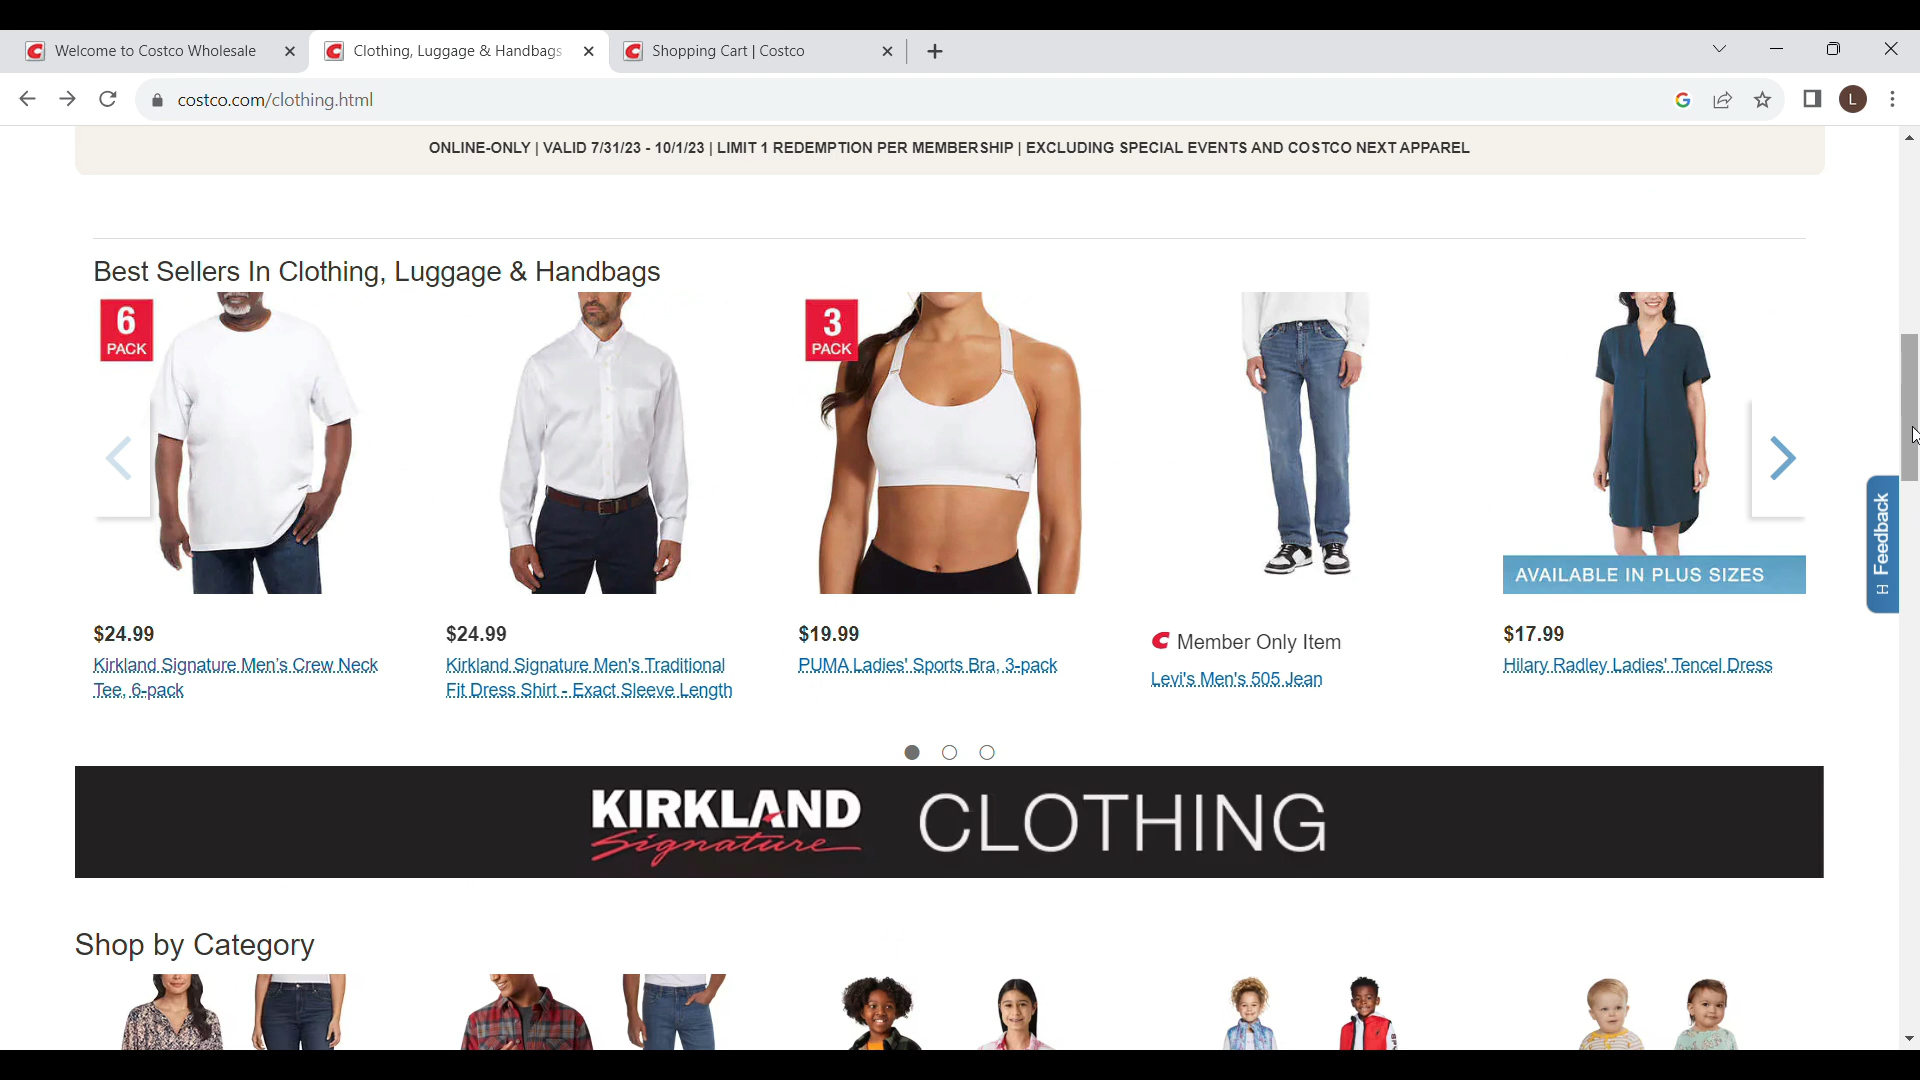 Welcome to Costco Wholesale
Clothing, Luggage & Handbags
Shopping Cart | Costco
costco.com/clothing.html
L
ONLINE-ONLY | VALID 7/31/23 - 10/1/23 | LIMIT 1 REDEMPTION PER MEMBERSHIP | EXCLUDING SPECIAL EVENTS AND COSTCO NEXT APPAREL
Best Sellers In Clothing, Luggage & Handbags
6
PACK
3
PACK
AVAILABLE IN PLUS SIZES
Feedback
$24.99
Kirkland Signature Men's Crew Neck
Tee, 6-pack
$24.99
Kirkland Signature Men's Traditional
Fit Dress Shirt - Exact Sleeve Length
$19.99
PUMA Ladies' Sports Bra, 3-pack
Member Only Item
Levi's Men's 505 Jean
$17.99
Hilary Radley Ladies' Tencel Dress
KIRKLAND
Signature
CLOTHING
Shop by Category